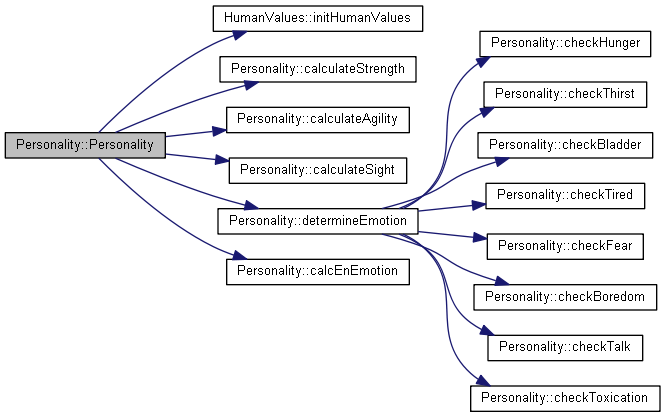 HumanValues::initHumanValues
Personality::checkHunger
Personality::calculateStrength
Personality::checkThirst
Personality::calculateAgility
Personality::Personality
Personality::checkBladder
Personality::calculateSight
Personality::checkTired
Personality::determineEmotion
Personality::checkFear
Personality::calcEnEmotion
Personality::checkBoredom
Personality::checkTalk
Personality::checkToxication